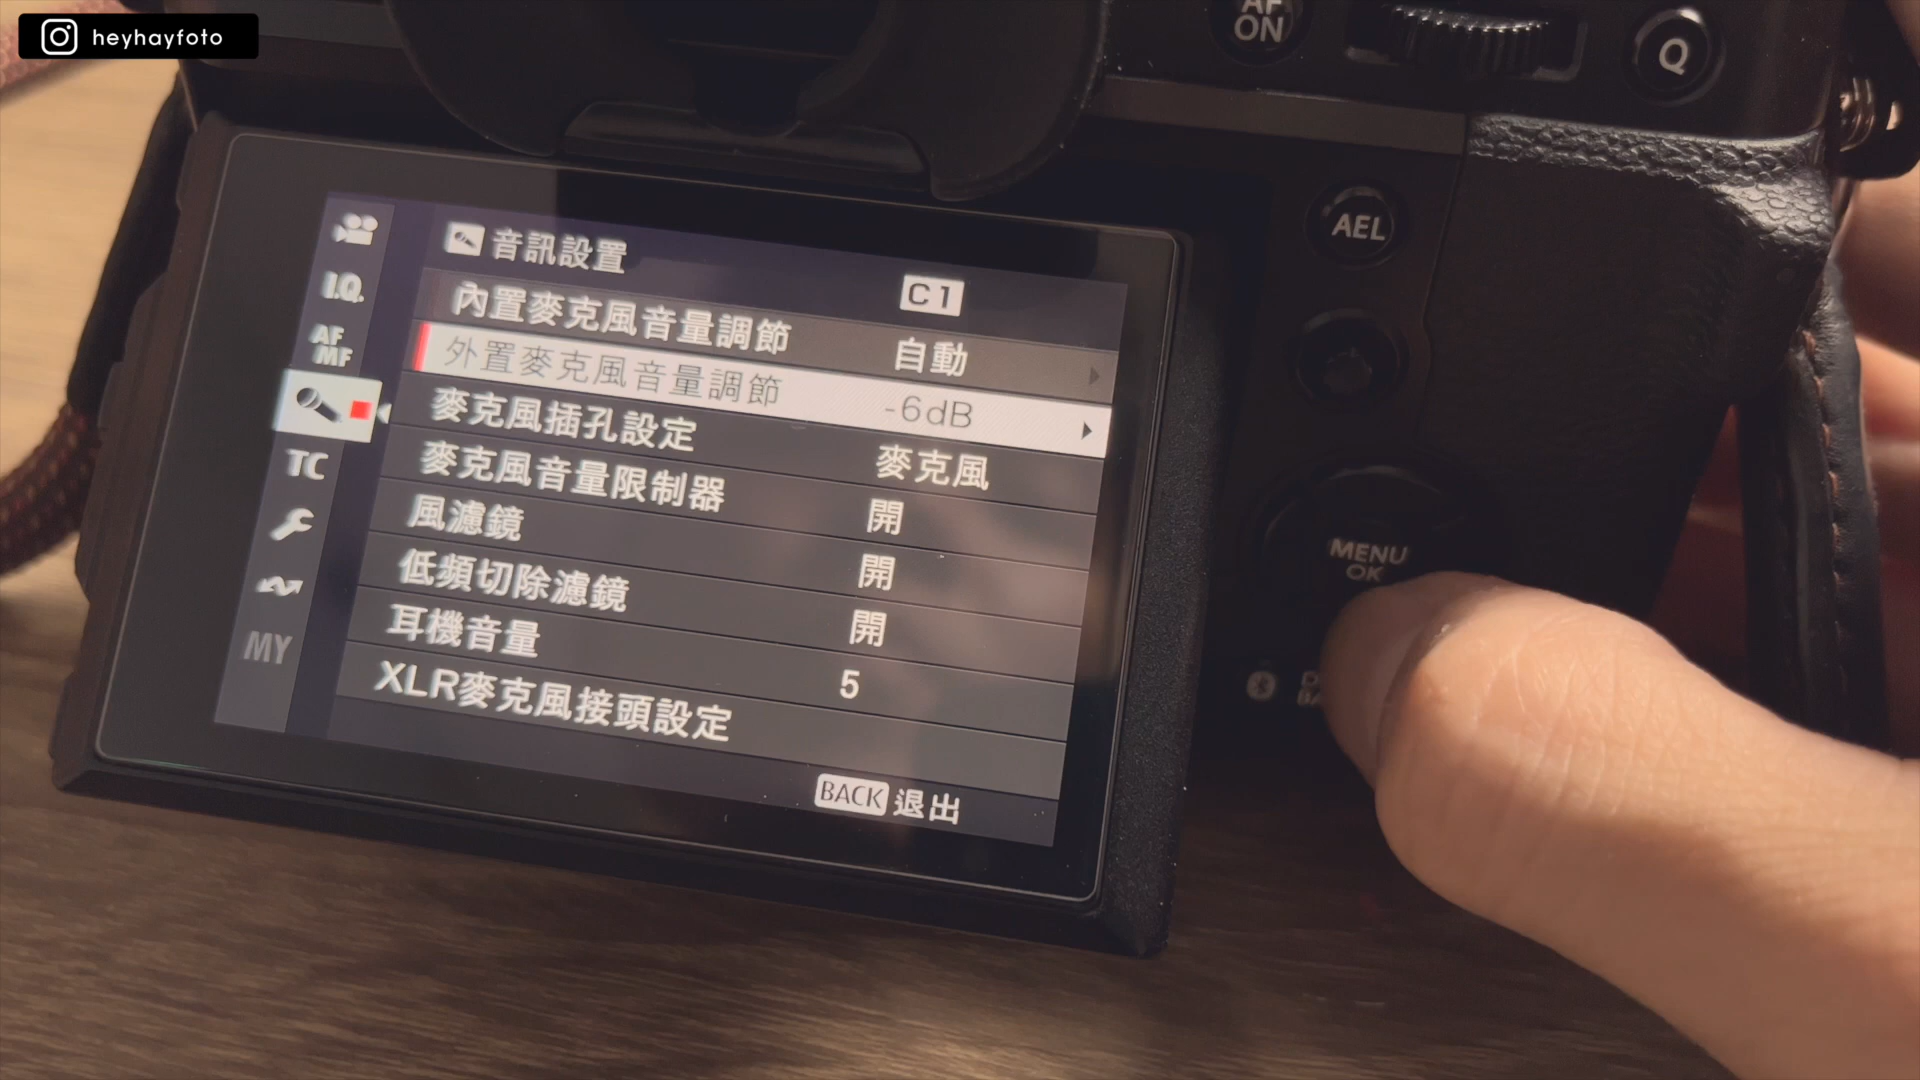 heyhayfoto
AF
ON
Q
AEL
音訊設置
C1
內置麥克風音量調節 自動
外置麥克風音量調節 -6dB
麥克風插孔設定 麥克風
麥克風音量限制器 開
風濾鏡 開
低頻切除濾鏡 開
耳機音量 5
XLR麥克風接頭設定
BACK 退出
I.Q.
AF
MF
TC
MY
MENU
OK